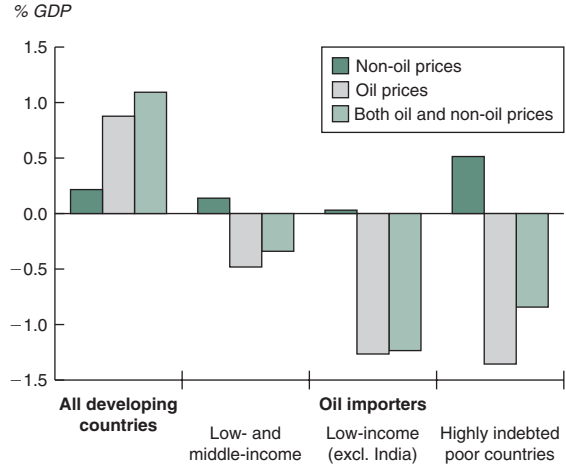 % GDP
1.5
1.0
0.5
0.0
−0.5
−1.0
−1.5
Non-oil prices
Oil prices
Both oil and non-oil prices
All developing
countries
Oil importers
Low- and
middle-income
Low-income
(excl. India)
Highly indebted
poor countries